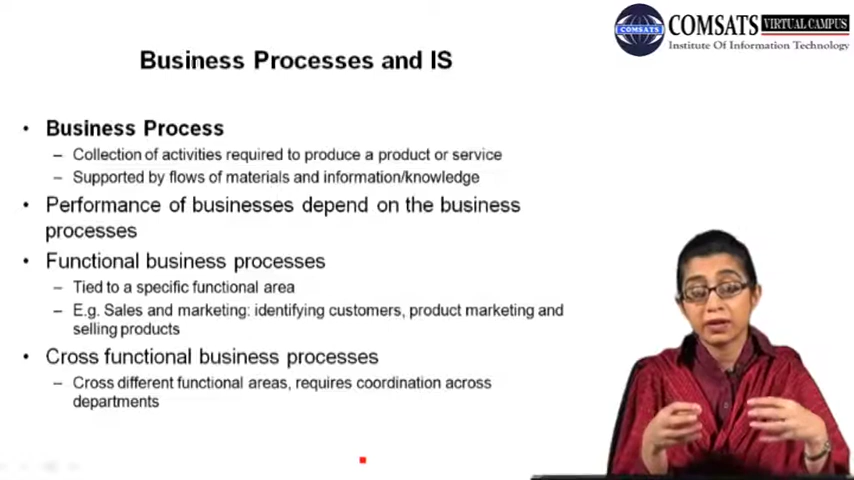 COMSATS VIRTUAL CAMPUS
Institute Of Information Technology
COMSATS
Business Processes and IS
• Business Process
– Collection of activities required to produce a product or service
– Supported by flows of materials and information/knowledge
• Performance of businesses depend on the business
processes
• Functional business processes
– Tied to a specific functional area
– E.g. Sales and marketing: identifying customers, product marketing and
selling products
• Cross functional business processes
– Cross different functional areas, requires coordination across
departments